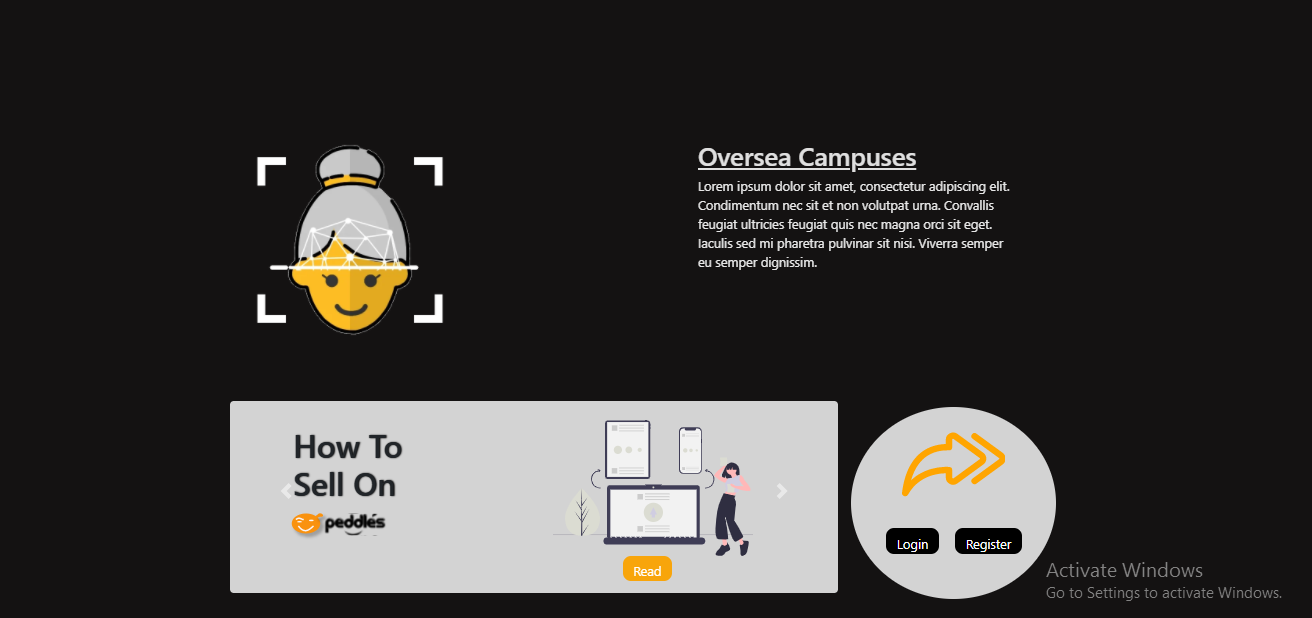 Oversea Campuses
Lorem ipsum dolor sit amet, consectetur adipiscing elit.
Condimentum nec sit et non volutpat urna. Convallis
feugiat ultricies feugiat quis nec magna orci sit eget.
Iaculis sed mi pharetra pulvinar sit nisi. Viverra semper
eu semper dignissim.
How To
Sell On
peddlés
Read
Login Register
Activate Windows
Go to Settings to activate Windows.